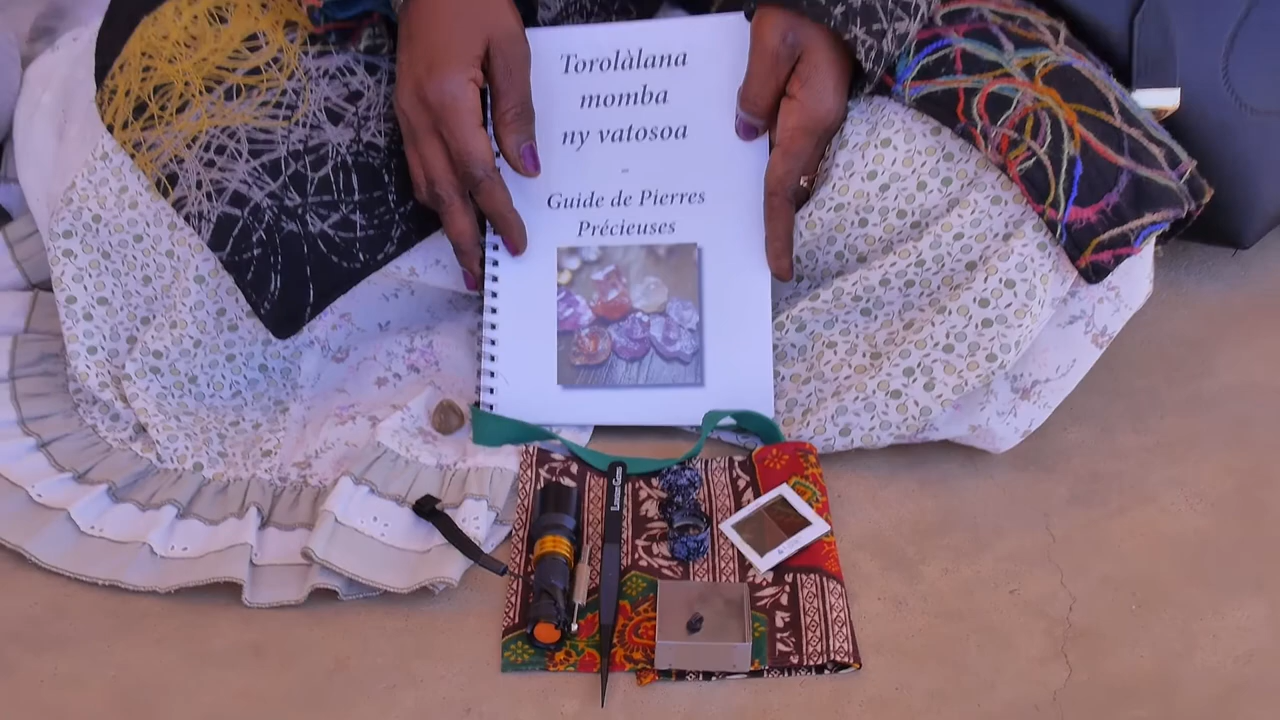 Torolàlana
momba
ny vatosoa
-
Guide de Pierres
Précieuses